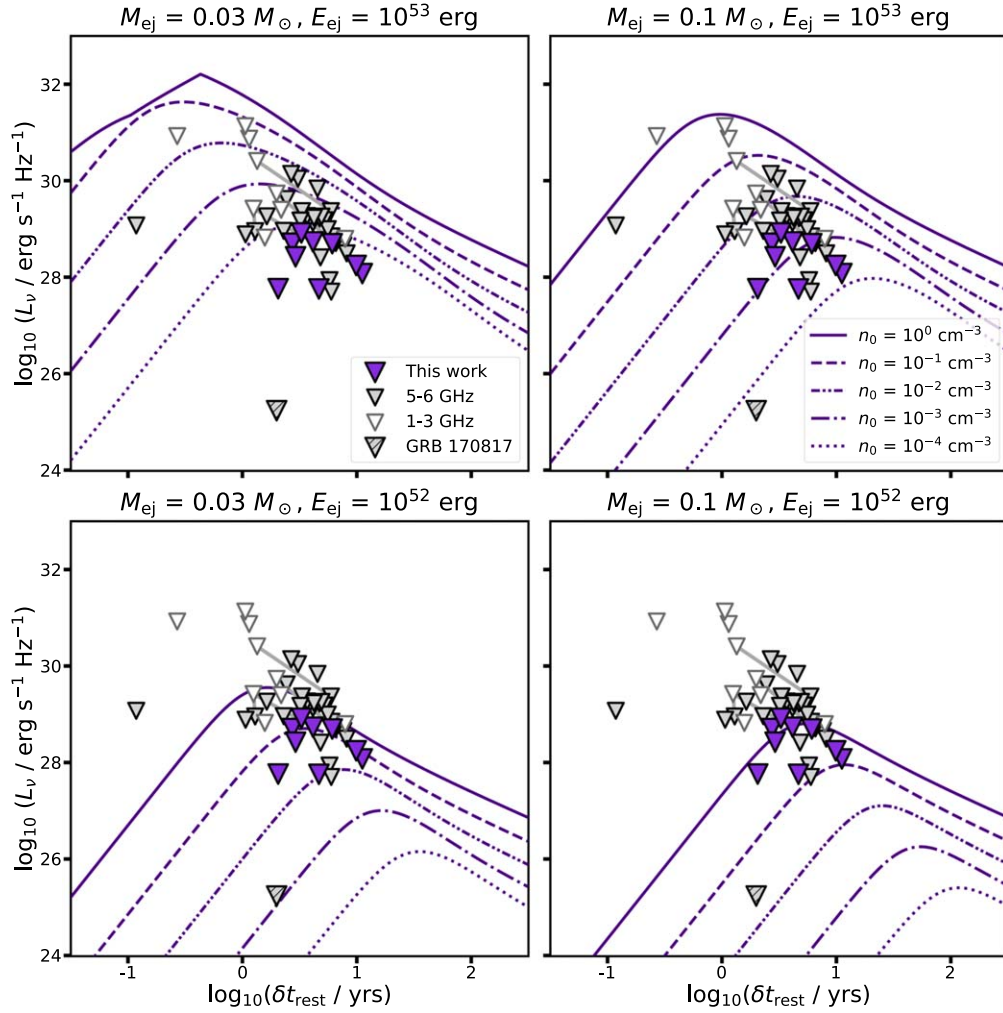 M_ej = 0.03 M_⊙, E_ej = 10^53 erg
M_ej = 0.1 M_⊙, E_ej = 10^53 erg
log10 (L_ν / erg s^−1 Hz^−1)
32
30
28
26
24
This work
5-6 GHz
1-3 GHz
GRB 170817
n_0 = 10^0 cm^−3
n_0 = 10^−1 cm^−3
n_0 = 10^−2 cm^−3
n_0 = 10^−3 cm^−3
n_0 = 10^−4 cm^−3
M_ej = 0.03 M_⊙, E_ej = 10^52 erg
M_ej = 0.1 M_⊙, E_ej = 10^52 erg
log10 (L_ν / erg s^−1 Hz^−1)
32
30
28
26
24
-1 0 1
-1 0 1
log10(δt_rest / yrs)
log10(δt_rest / yrs)